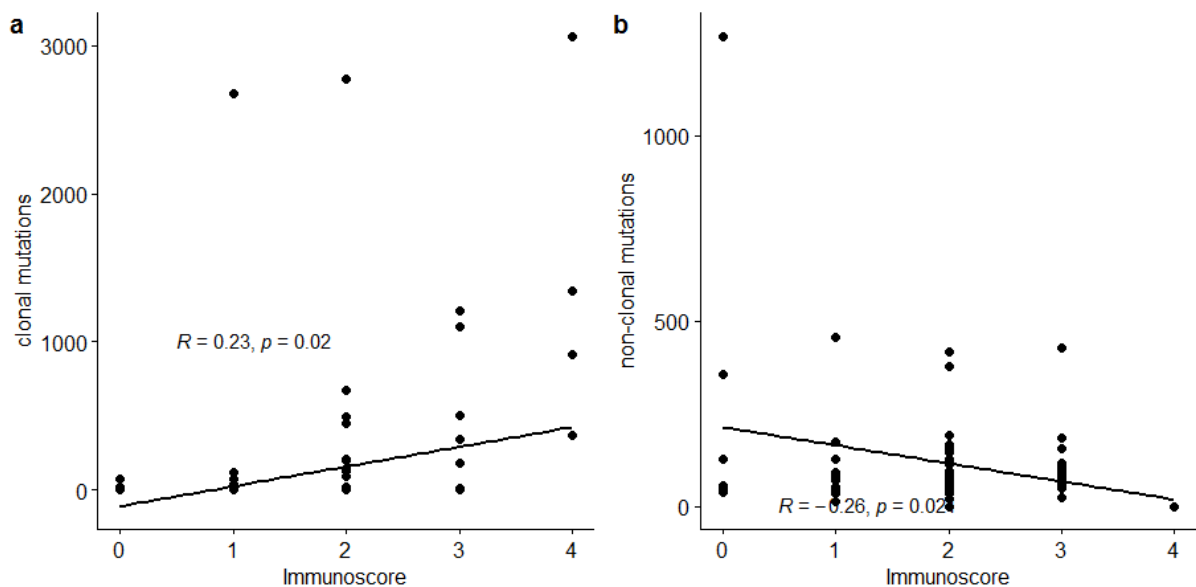 a
3000
2000
1000
0
clonal mutations
R = 0.23, p = 0.02
0 1 2 3 4
Immunoscore
b
1000
500
0
non-clonal mutations
R = −0.26, p = 0.02
0 1 2 3 4
Immunoscore